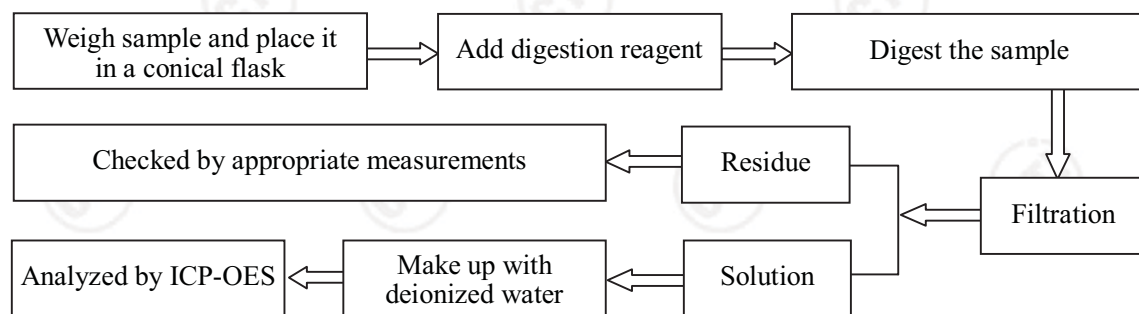 Weigh sample and place it
in a conical flask
Add digestion reagent
Digest the sample
Checked by appropriate measurements
Residue
Filtration
Analyzed by ICP-OES
Make up with
deionized water
Solution